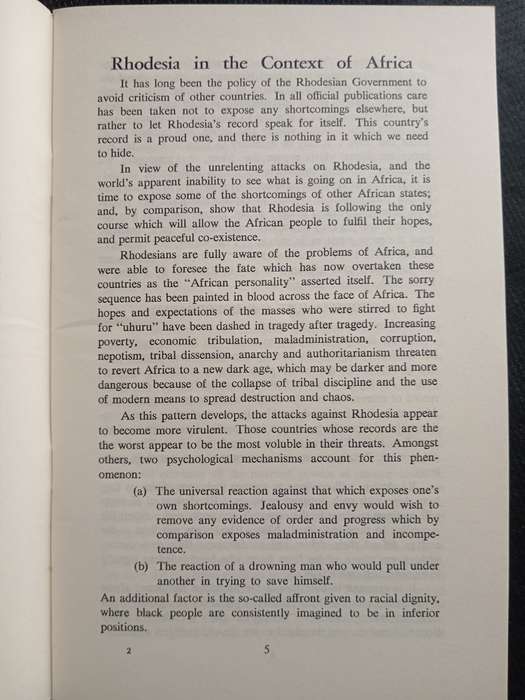 Rhodesia in the Context of Africa
It has long been the policy of the Rhodesian Government to
avoid criticism of other countries. In all official publications care
has been taken not to expose any shortcomings elsewhere, but
rather to let Rhodesia's record speak for itself. This country's
record is a proud one, and there is nothing in it which we need
to hide.
In view of the unrelenting attacks on Rhodesia, and the
world's apparent inability to see what is going on in Africa, it is
time to expose some of the shortcomings of other African states;
and, by comparison, show that Rhodesia is following the only
course which will allow the African people to fulfil their hopes,
and permit peaceful co-existence.
Rhodesians are fully aware of the problems of Africa, and
were able to foresee the fate which has now overtaken these
countries as the "African personality" asserted itself. The sorry
sequence has been painted in blood across the face of Africa. The
hopes and expectations of the masses who were stirred to fight
for "uhuru" have been dashed in tragedy after tragedy. Increasing
poverty, economic tribulation, maladministration, corruption,
nepotism, tribal dissension, anarchy and authoritarianism threaten
to revert Africa to a new dark age, which may be darker and more
dangerous because of the collapse of tribal discipline and the use
of modern means to spread destruction and chaos.
As this pattern develops, the attacks against Rhodesia appear
to become more virulent. Those countries whose records are the
the worst appear to be the most voluble in their threats. Amongst
others, two psychological mechanisms account for this phen-
omenon:
(a) The universal reaction against that which exposes one's
own shortcomings. Jealousy and envy would wish to
remove any evidence of order and progress which by
comparison exposes maladministration and incompe-
tence.
(b) The reaction of a drowning man who would pull under
another in trying to save himself.
An additional factor is the so-called affront given to racial dignity,
where black people are consistently imagined to be in inferior
positions.
2 5